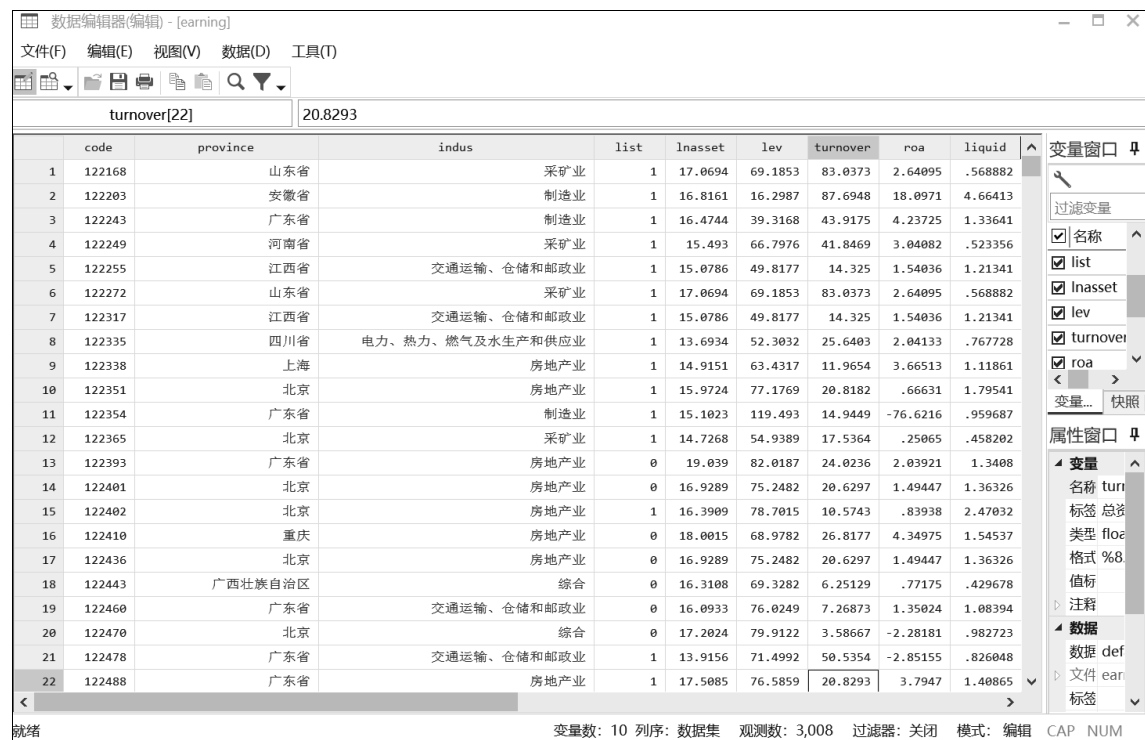 数据编辑器(编辑) - [earning]
文件(F) 编辑(E) 视图(V) 数据(D) 工具(T)
turnover[22] 20.8293
code province indus list lnasset lev turnover roa liquid
1 122168 山东省 采矿业 1 17.0694 69.1853 83.0373 2.64095 .568882
2 122203 安徽省 制造业 1 16.8161 16.2987 87.6948 18.0971 4.66413
3 122243 广东省 制造业 1 16.4744 39.3168 43.9175 4.23725 1.33641
4 122249 河南省 采矿业 1 15.493 66.7976 41.8469 3.04082 .523356
5 122255 江西省 交通运输、仓储和邮政业 1 15.0786 49.8177 14.325 1.54036 1.21341
6 122272 山东省 采矿业 1 17.0694 69.1853 83.0373 2.64095 .568882
7 122317 江西省 交通运输、仓储和邮政业 1 15.0786 49.8177 14.325 1.54036 1.21341
8 122335 四川省 电力、热力、燃气及水生产和供应业 1 13.6934 52.3032 25.6403 2.04133 .767728
9 122338 上海 房地产业 1 14.9151 63.4317 11.9654 3.66513 1.11861
10 122351 北京 房地产业 1 15.9724 77.1769 20.8182 .66631 1.79541
11 122354 广东省 制造业 1 15.1023 119.493 14.9449 -76.6216 .959687
12 122365 北京 采矿业 1 14.7268 54.9389 17.5364 .25065 .458202
13 122393 广东省 房地产业 0 19.039 82.0187 24.0236 2.03921 1.3408
14 122401 北京 房地产业 0 16.9289 75.2482 20.6297 1.49447 1.36326
15 122402 北京 房地产业 0 16.3909 78.7015 10.5743 .83938 2.47032
16 122410 重庆 房地产业 0 18.0015 68.9782 26.8177 4.34975 1.54537
17 122436 北京 房地产业 0 16.9289 75.2482 20.6297 1.49447 1.36326
18 122443 广西壮族自治区 综合 0 16.3108 69.3282 6.25129 .77175 .429678
19 122460 广东省 交通运输、仓储和邮政业 0 16.0933 76.0249 7.26873 1.35024 1.08394
20 122470 北京 综合 0 17.2024 79.9122 3.58667 -2.28181 .982723
21 122478 广东省 交通运输、仓储和邮政业 1 13.9156 71.4992 50.5354 -2.85155 .826048
22 122488 广东省 房地产业 1 17.5085 76.5859 20.8293 3.7947 1.40865
变量窗口
过滤变量
名称
list
lnasset
lev
turnover
roa
变量... 快照
属性窗口
变量
名称 turr
标签 总资
类型 floa
格式 %8.
值标
注释
数据
数据 def
文件 earn
标签
就绪 变量数：10 列序：数据集 观测数：3,008 过滤器：关闭 模式：编辑 CAP NUM